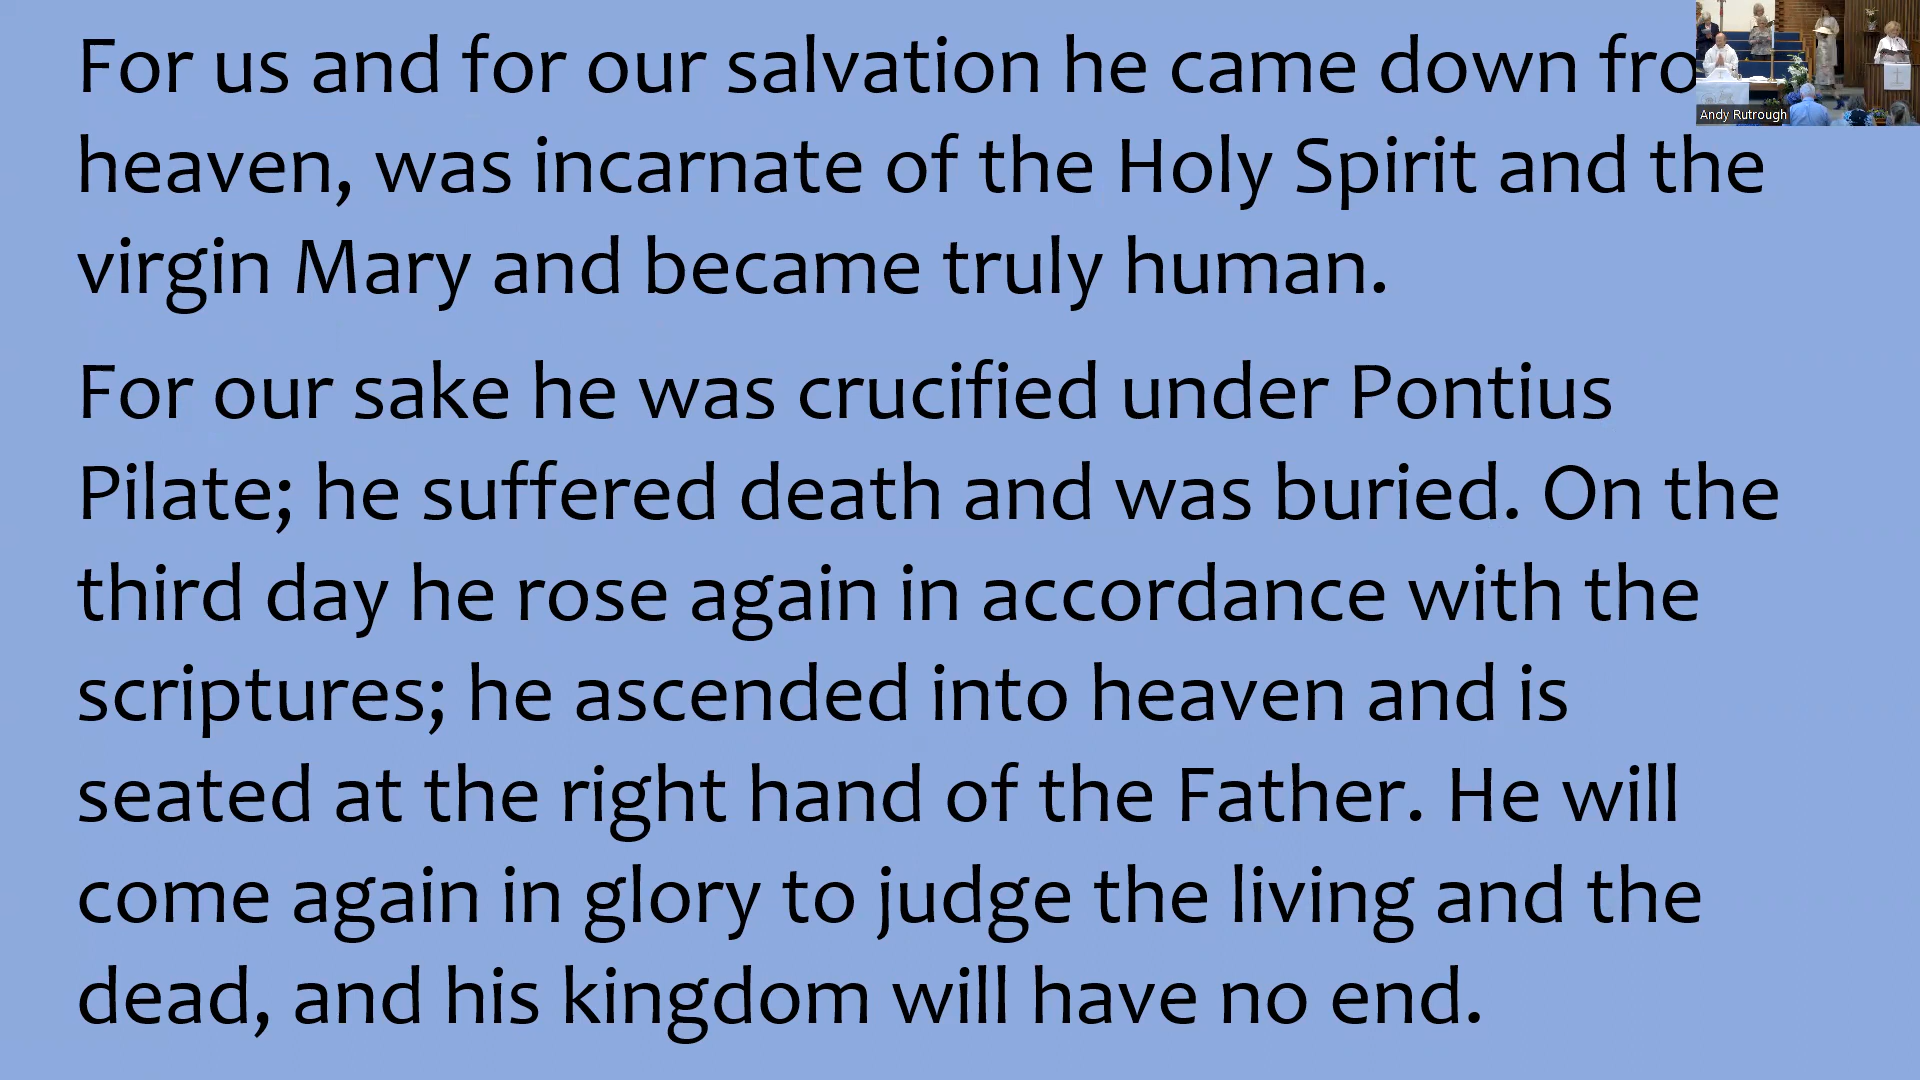 For us and for our salvation he came down fro
heaven, was incarnate of the Holy Spirit and the
virgin Mary and became truly human.
For our sake he was crucified under Pontius
Pilate; he suffered death and was buried. On the
third day he rose again in accordance with the
scriptures; he ascended into heaven and is
seated at the right hand of the Father. He will
come again in glory to judge the living and the
dead, and his kingdom will have no end.
Andy Rutrough